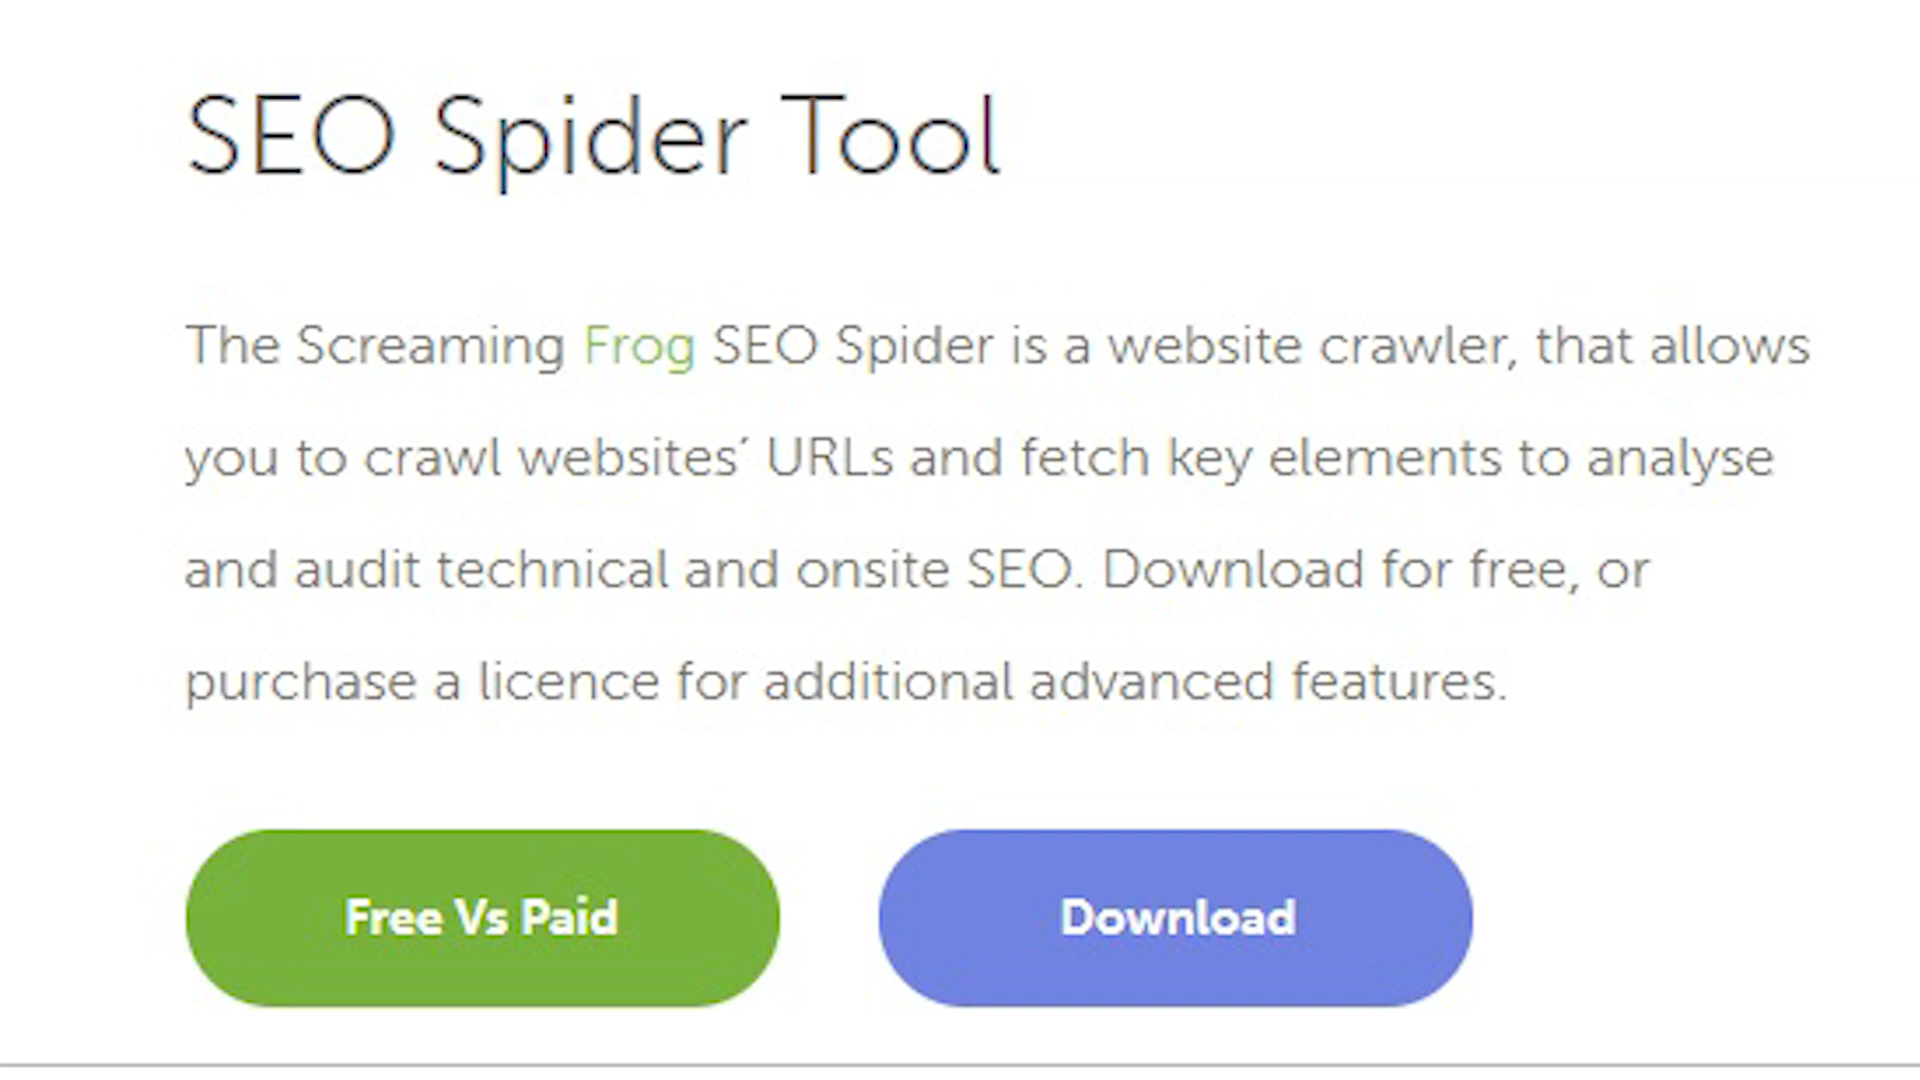 SEO Spider Tool
The Screaming Frog SEO Spider is a website crawler, that allows
you to crawl websites´ URLs and fetch key elements to analyse
and audit technical and onsite SEO. Download for free, or
purchase a licence for additional advanced features.
Free Vs Paid
Download